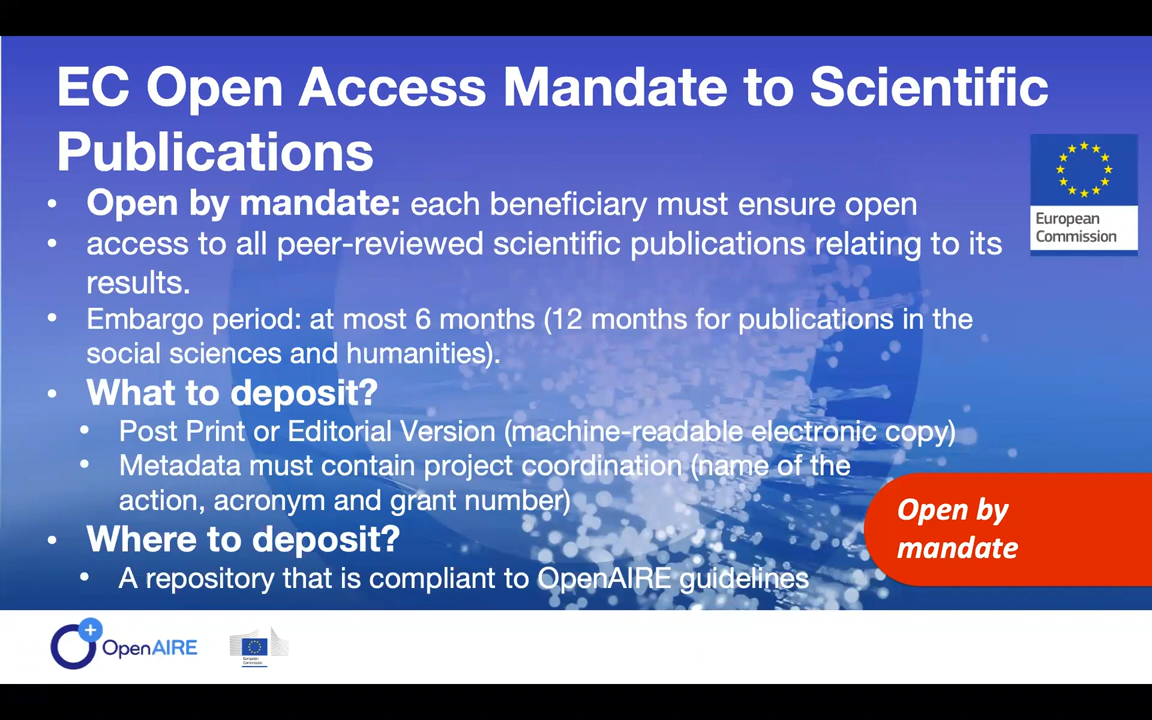 EC Open Access Mandate to Scientific
Publications
• Open by mandate: each beneficiary must ensure open
• access to all peer-reviewed scientific publications relating to its
results.
• Embargo period: at most 6 months (12 months for publications in the
social sciences and humanities).
• What to deposit?
• Post Print or Editorial Version (machine-readable electronic copy)
• Metadata must contain project coordination (name of the
action, acronym and grant number)
• Where to deposit?
• A repository that is compliant to OpenAIRE guidelines
European
Commission
Open by
mandate
OpenAIRE
European
Commission